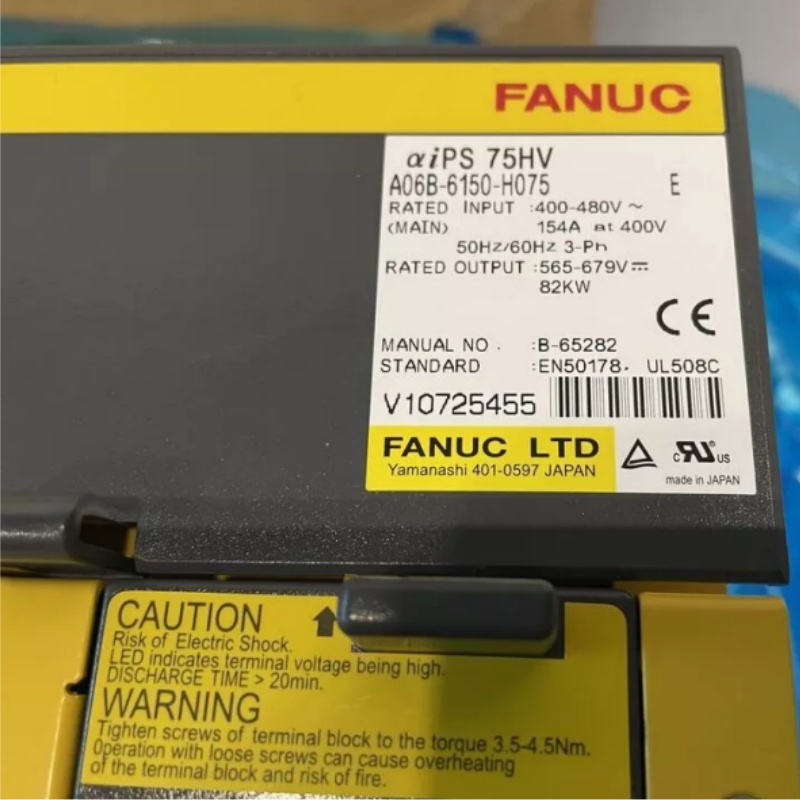 FANUC
αiPS 75HV
A06B-6150-H075 E
RATED INPUT :400-480V ~
(MAIN) 154A at 400V
50Hz/60Hz 3-Ph
RATED OUTPUT :565-679V⎓
82KW
CE
MANUAL NO. :B-65282
STANDARD :EN50178, UL508C
V10725455
FANUC LTD
Yamanashi 401-0597 JAPAN
c RU US
made in JAPAN
CAUTION
Risk of Electric Shock.
LED indicates terminal voltage being high.
DISCHARGE TIME > 20min.
WARNING
Tighten screws of terminal block to the torque 3.5-4.5Nm.
Operation with loose screws can cause overheating
of the terminal block and risk of fire.